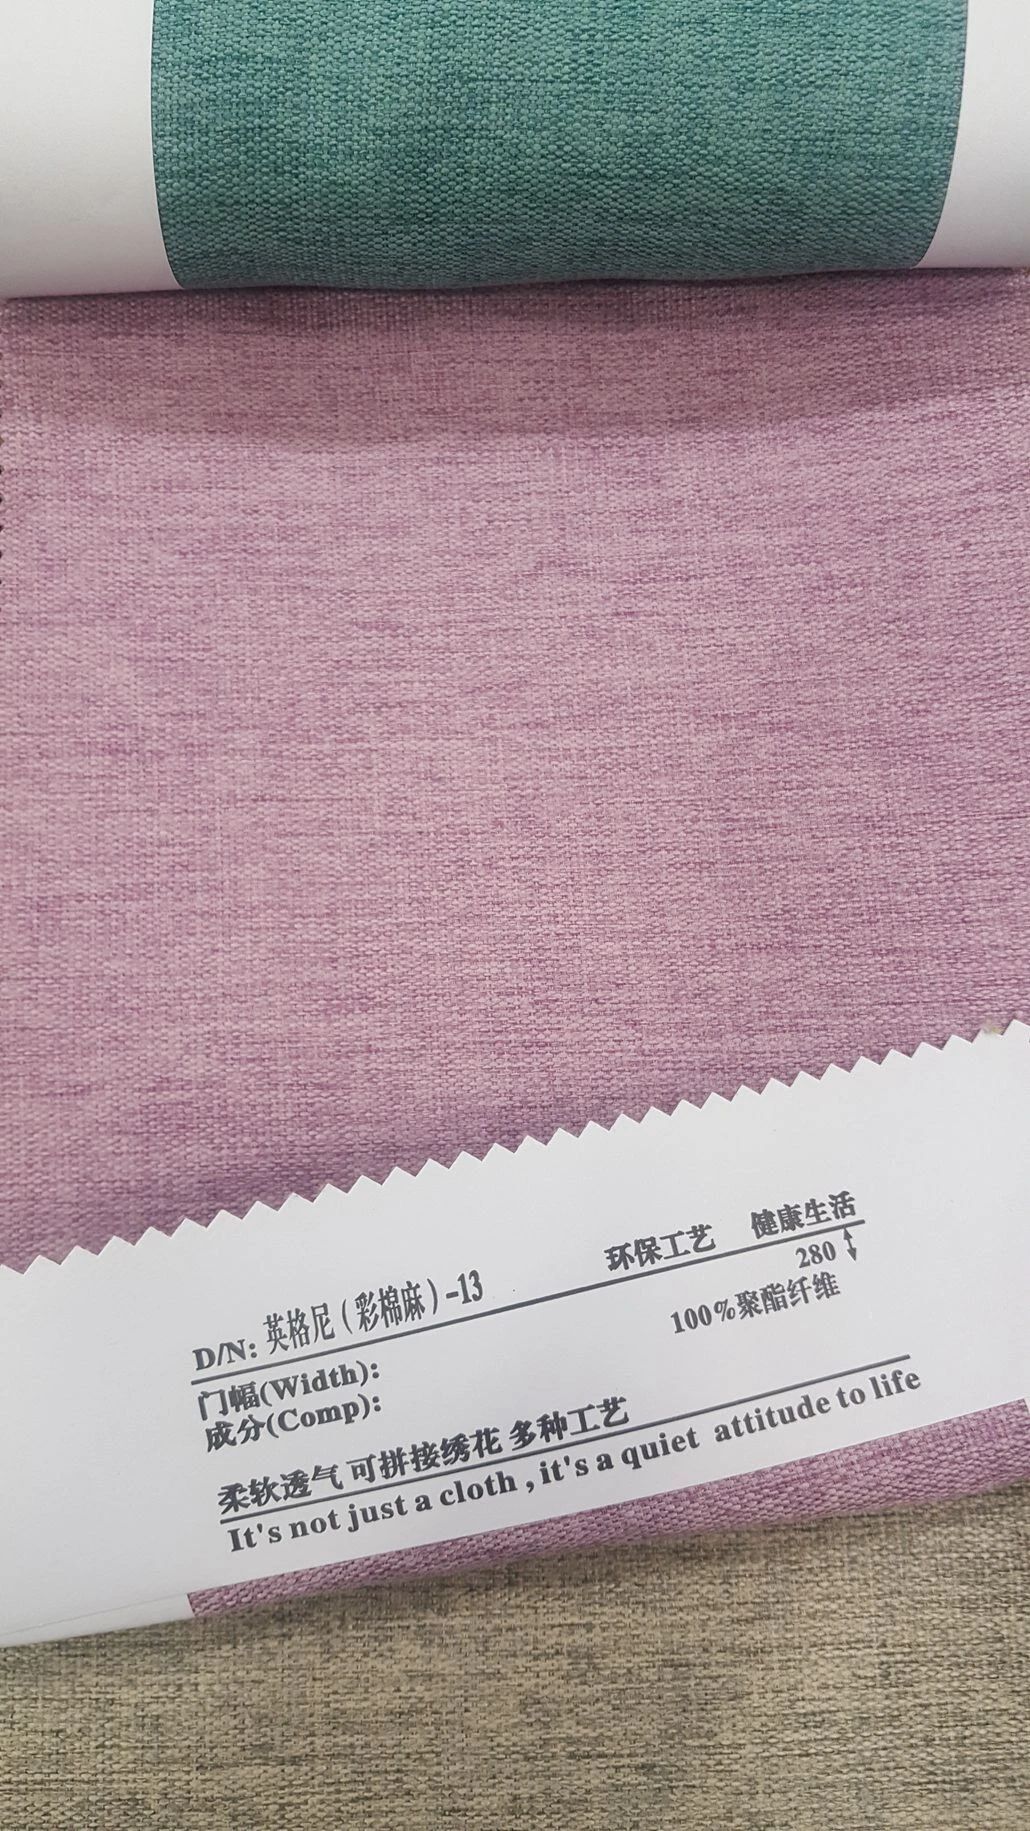 环保工艺 健康生活
D/N: 英格尼（彩棉麻）-13
门幅(Width): 280
成分(Comp): 100%聚酯纤维
柔软透气 可拼接绣花 多种工艺
It's not just a cloth , it's a quiet attitude to life